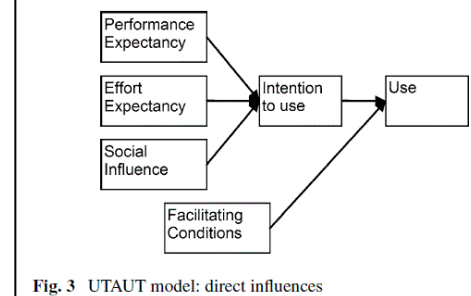 Performance
Expectancy
Effort
Expectancy
Intention
to use
Use
Social
Influence
Facilitating
Conditions
Fig. 3 UTAUT model: direct influences